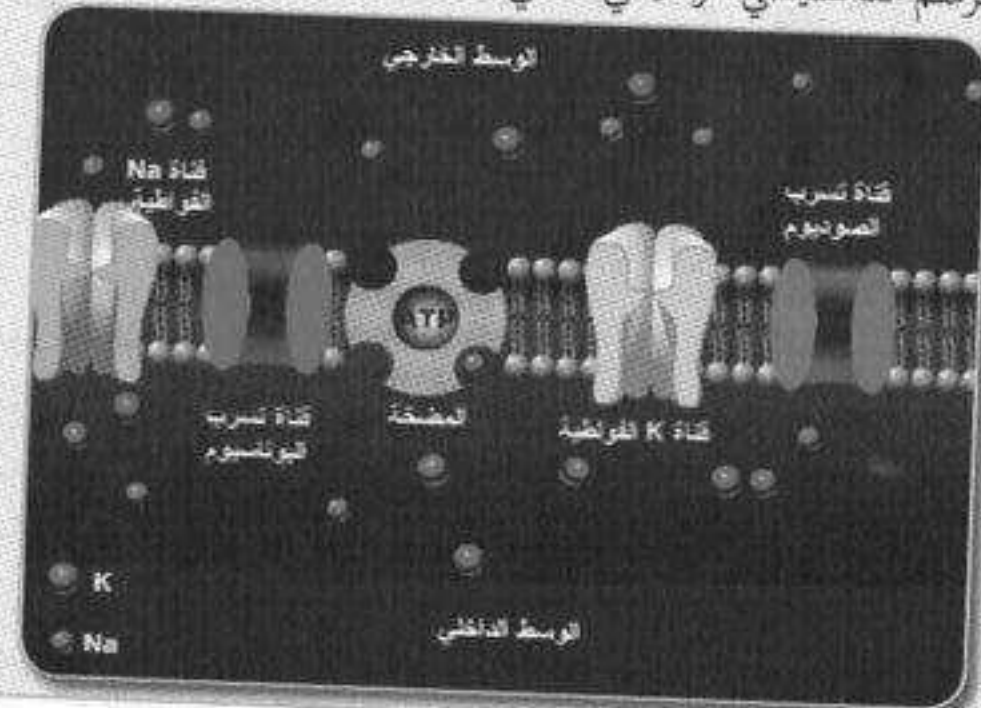 الوسط الخارجي
قناة Na
الفولطية
قناة تسرب
الصوديوم
ATP
قناة تسرب
البوتاسيوم
المضخة
قناة K الفولطية
K
Na
الوسط الداخلي